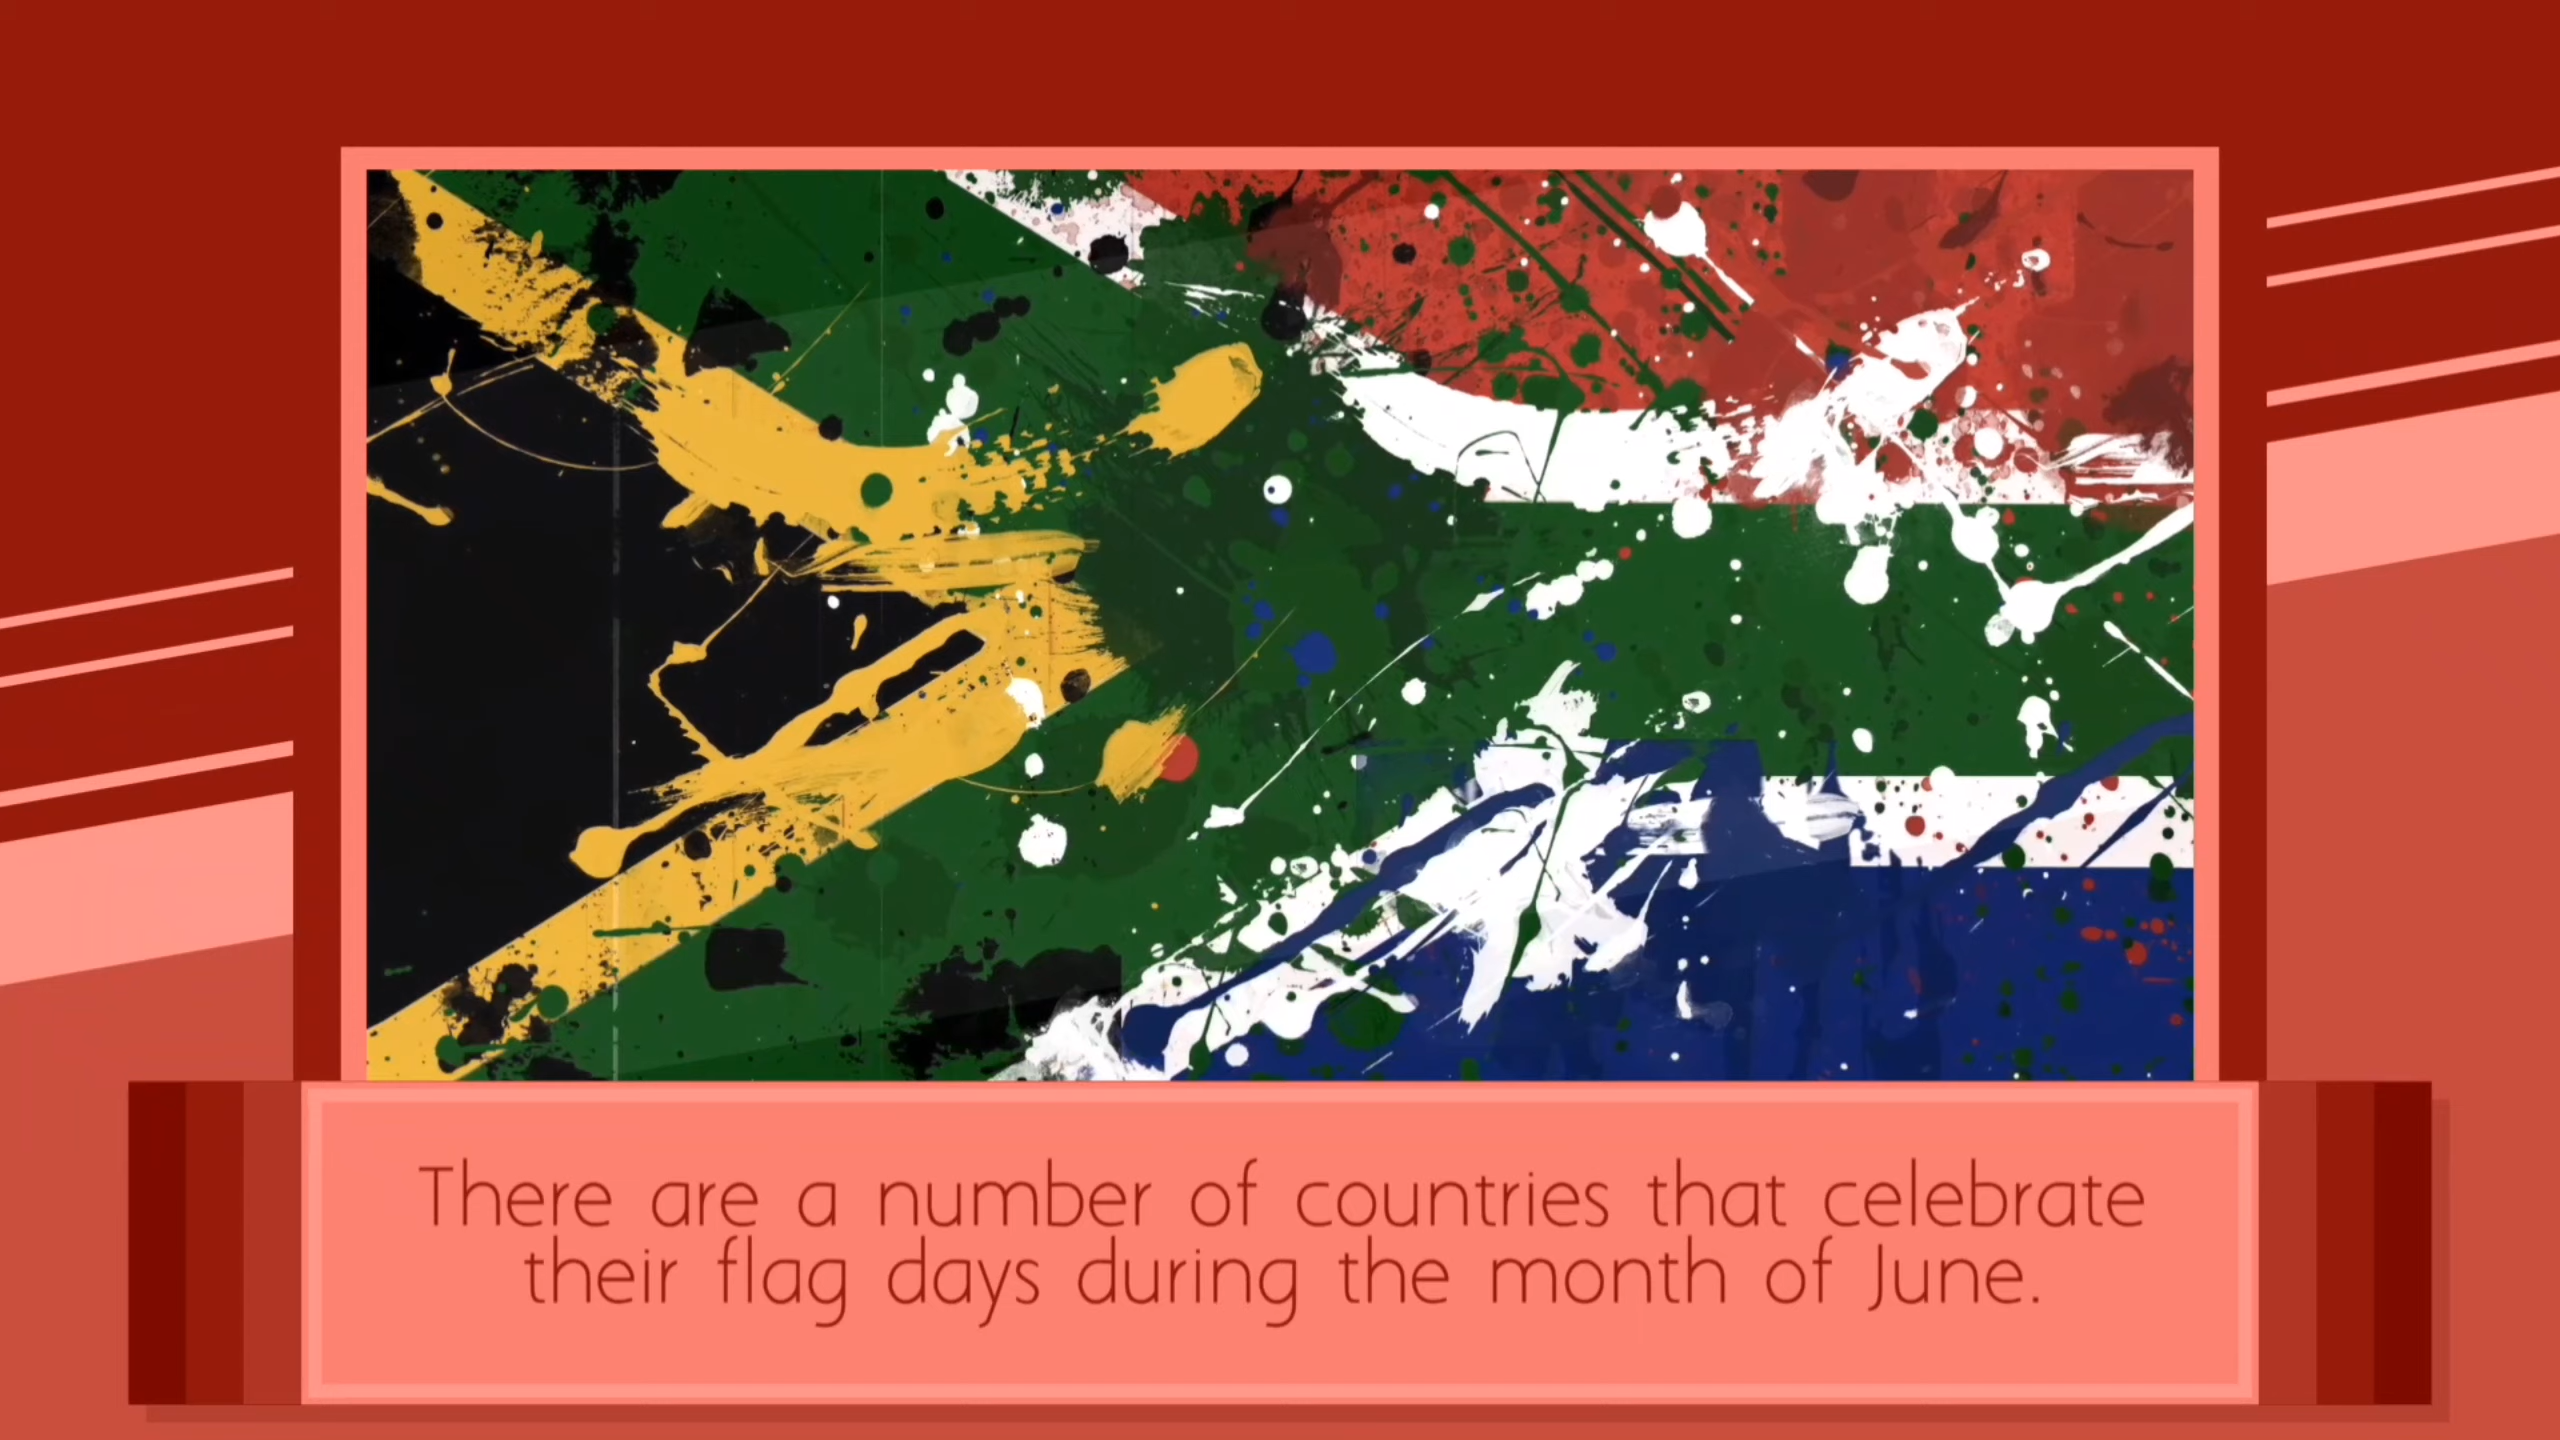 There are a number of countries that celebrate
their flag days during the month of June.